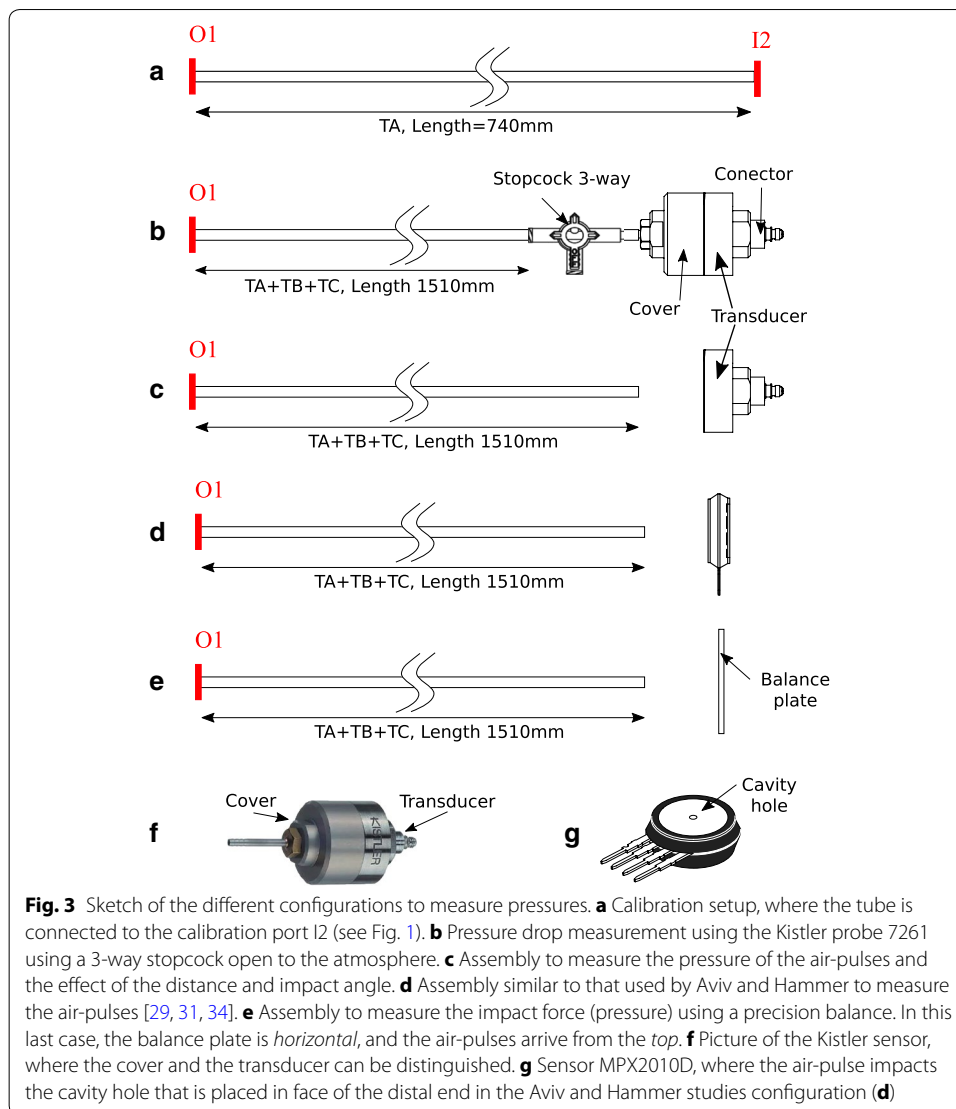 O1
I2
a
TA, Length=740mm
Stopcock 3-way
Conector
O1
b
TA+TB+TC, Length 1510mm
Cover
Transducer
O1
c
TA+TB+TC, Length 1510mm
O1
d
TA+TB+TC, Length 1510mm
O1
e
Balance
plate
TA+TB+TC, Length 1510mm
Cover
Transducer
Cavity
hole
f
KISTLER
g
Fig. 3 Sketch of the different configurations to measure pressures. a Calibration setup, where the tube is
connected to the calibration port I2 (see Fig. 1). b Pressure drop measurement using the Kistler probe 7261
using a 3-way stopcock open to the atmosphere. c Assembly to measure the pressure of the air-pulses and
the effect of the distance and impact angle. d Assembly similar to that used by Aviv and Hammer to measure
the air-pulses [29, 31, 34]. e Assembly to measure the impact force (pressure) using a precision balance. In this
last case, the balance plate is horizontal, and the air-pulses arrive from the top. f Picture of the Kistler sensor,
where the cover and the transducer can be distinguished. g Sensor MPX2010D, where the air-pulse impacts
the cavity hole that is placed in face of the distal end in the Aviv and Hammer studies configuration (d)